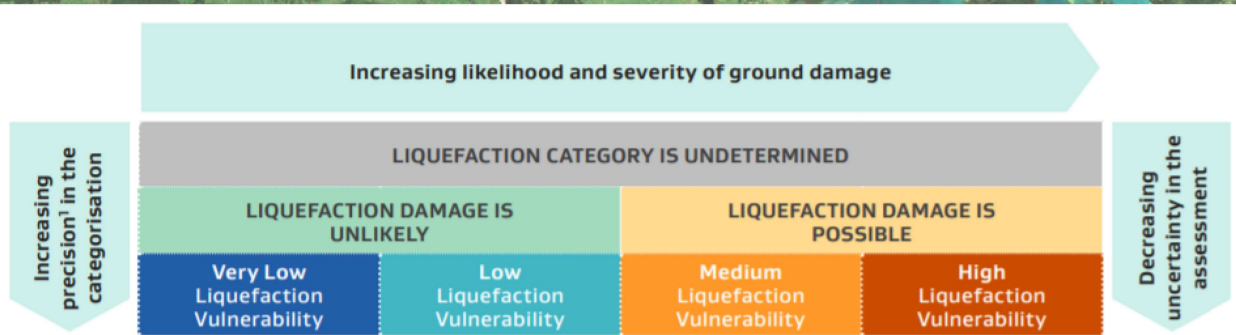 Increasing likelihood and severity of ground damage
Increasing
precision¹ in the
categorisation
LIQUEFACTION CATEGORY IS UNDETERMINED
LIQUEFACTION DAMAGE IS
UNLIKELY
LIQUEFACTION DAMAGE IS
POSSIBLE
Very Low
Liquefaction
Vulnerability
Low
Liquefaction
Vulnerability
Medium
Liquefaction
Vulnerability
High
Liquefaction
Vulnerability
Decreasing
uncertainty in the
assessment